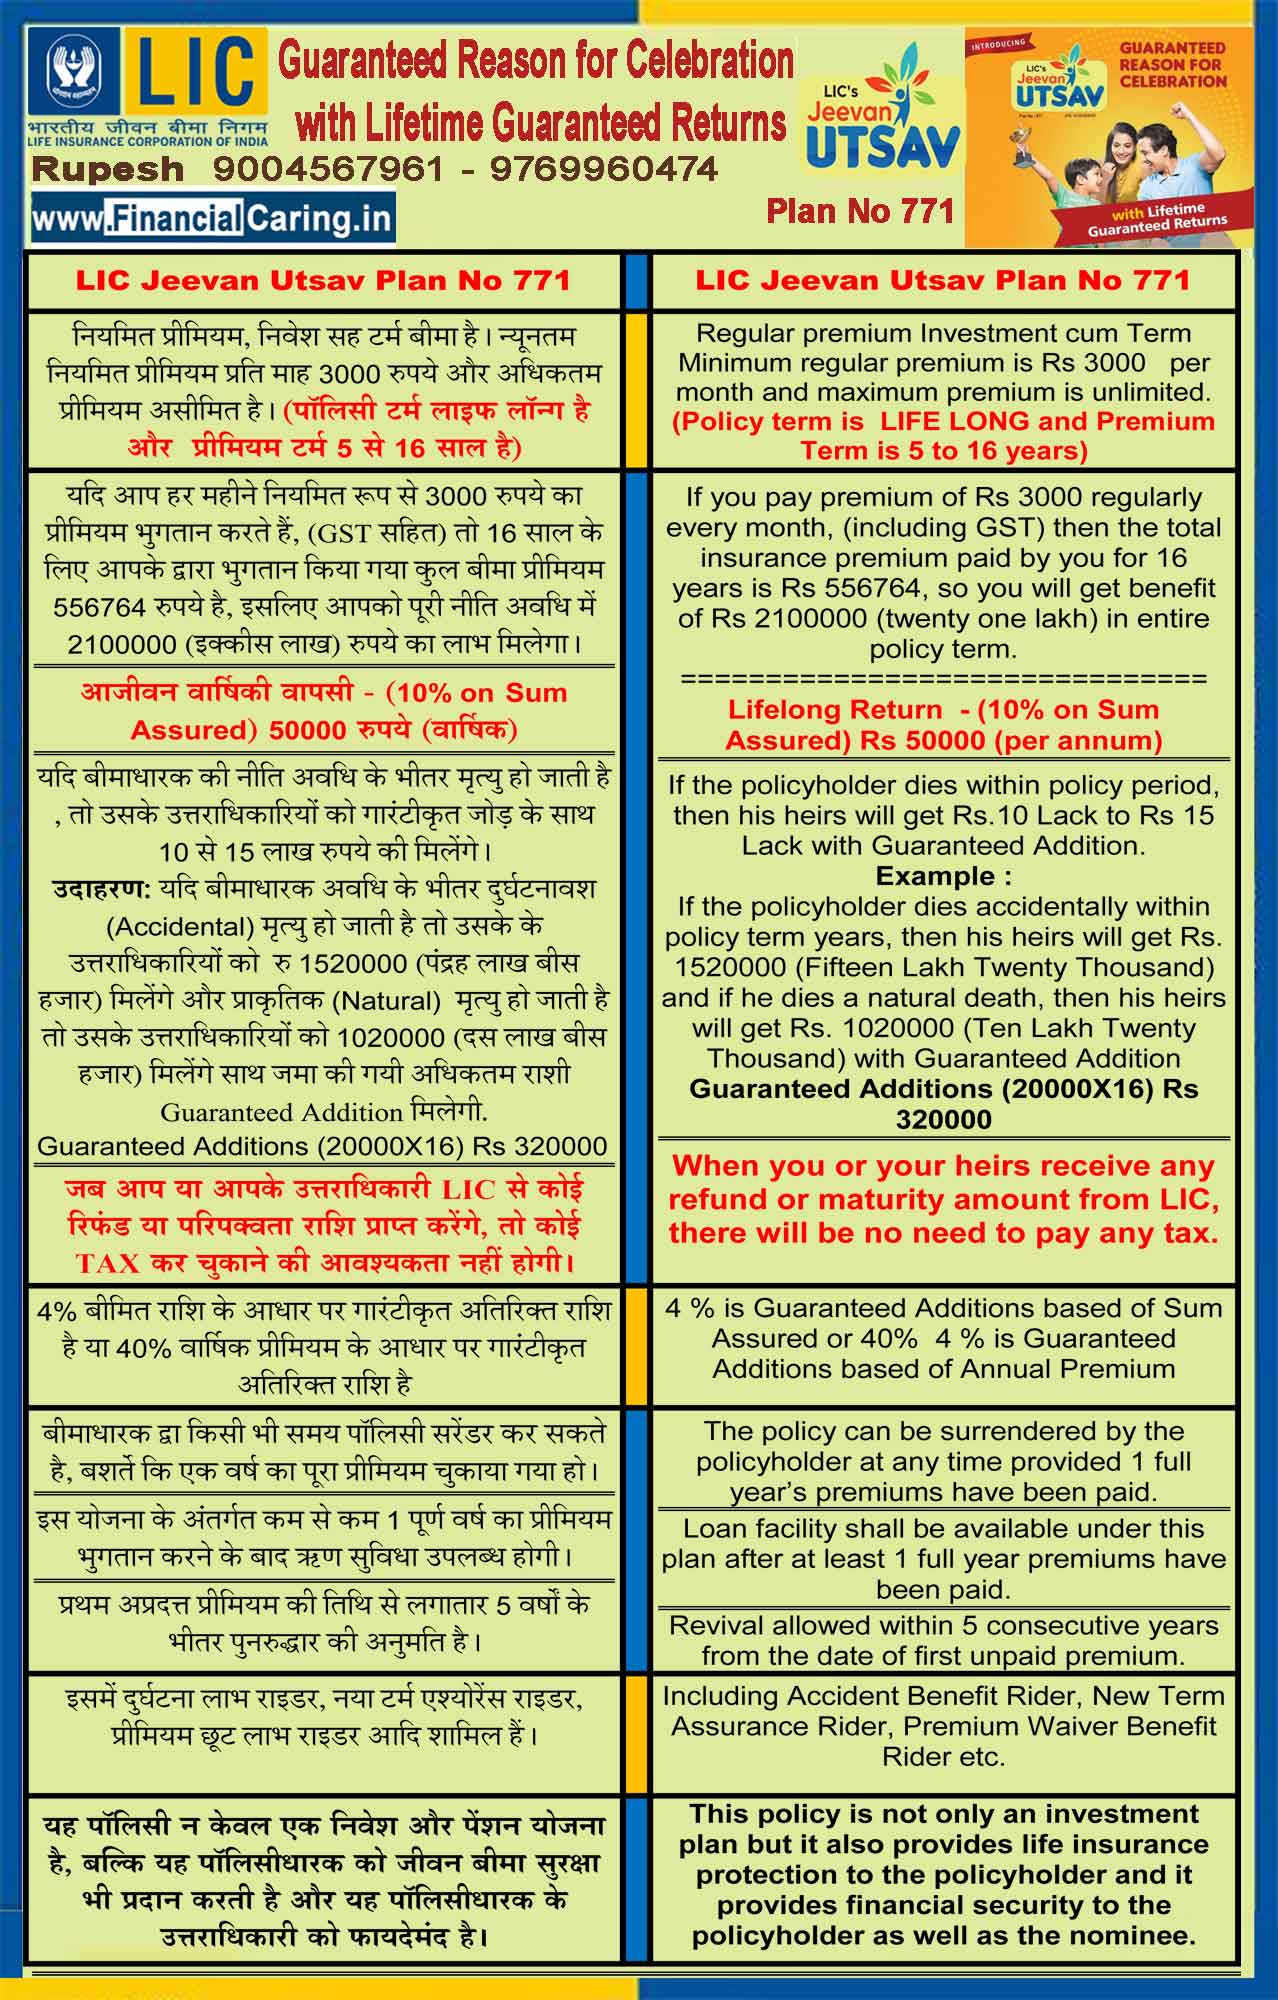 LIC
भारतीय जीवन बीमा निगम
LIFE INSURANCE CORPORATION OF INDIA
Guaranteed Reason for Celebration
with Lifetime Guaranteed Returns
LIC's
Jeevan
UTSAV
INTRODUCING
LIC's
Jeevan
UTSAV
GUARANTEED
REASON FOR
CELEBRATION
with Lifetime
Guaranteed Returns
Rupesh 9004567961 - 9769960474
www.FinancialCaring.in
Plan No 771
LIC Jeevan Utsav Plan No 771
नियमित प्रीमियम, निवेश सह टर्म बीमा है। न्यूनतम
नियमित प्रीमियम प्रति माह 3000 रुपये और अधिकतम
प्रीमियम असीमित है। (पॉलिसी टर्म लाइफ लॉन्ग है
और प्रीमियम टर्म 5 से 16 साल है)
यदि आप हर महीने नियमित रूप से 3000 रुपये का
प्रीमियम भुगतान करते हैं, (GST सहित) तो 16 साल के
लिए आपके द्वारा भुगतान किया गया कुल बीमा प्रीमियम
556764 रुपये है, इसलिए आपको पूरी नीति अवधि में
2100000 (इक्कीस लाख) रुपये का लाभ मिलेगा।
आजीवन वार्षिकी वापसी - (10% on Sum
Assured) 50000 रुपये (वार्षिक)
यदि बीमाधारक की नीति अवधि के भीतर मृत्यु हो जाती है
, तो उसके उत्तराधिकारियों को गारंटीकृत जोड़ के साथ
10 से 15 लाख रुपये की मिलेंगे।
उदाहरण: यदि बीमाधारक अवधि के भीतर दुर्घटनावश
(Accidental) मृत्यु हो जाती है तो उसके के
उत्तराधिकारियों को रु 1520000 (पंद्रह लाख बीस
हजार) मिलेंगे और प्राकृतिक (Natural) मृत्यु हो जाती है
तो उसके उत्तराधिकारियों को 1020000 (दस लाख बीस
हजार) मिलेंगे साथ जमा की गयी अधिकतम राशी
Guaranteed Addition मिलेगी.
Guaranteed Additions (20000X16) Rs 320000
जब आप या आपके उत्तराधिकारी LIC से कोई
रिफंड या परिपक्वता राशि प्राप्त करेंगे, तो कोई
TAX कर चुकाने की आवश्यकता नहीं होगी।
4% बीमित राशि के आधार पर गारंटीकृत अतिरिक्त राशि
है या 40% वार्षिक प्रीमियम के आधार पर गारंटीकृत
अतिरिक्त राशि है
बीमाधारक द्वा किसी भी समय पॉलिसी सरेंडर कर सकते
है, बशर्ते कि एक वर्ष का पूरा प्रीमियम चुकाया गया हो।
इस योजना के अंतर्गत कम से कम 1 पूर्ण वर्ष का प्रीमियम
भुगतान करने के बाद ऋण सुविधा उपलब्ध होगी।
प्रथम अप्रदत्त प्रीमियम की तिथि से लगातार 5 वर्षों के
भीतर पुनरुद्धार की अनुमति है।
इसमें दुर्घटना लाभ राइडर, नया टर्म एश्योरेंस राइडर,
प्रीमियम छूट लाभ राइडर आदि शामिल हैं।
यह पॉलिसी न केवल एक निवेश और पेंशन योजना
है, बल्कि यह पॉलिसीधारक को जीवन बीमा सुरक्षा
भी प्रदान करती है और यह पॉलिसीधारक के
उत्तराधिकारी को फायदेमंद है।
LIC Jeevan Utsav Plan No 771
Regular premium Investment cum Term
Minimum regular premium is Rs 3000 per
month and maximum premium is unlimited.
(Policy term is LIFE LONG and Premium
Term is 5 to 16 years)
If you pay premium of Rs 3000 regularly
every month, (including GST) then the total
insurance premium paid by you for 16
years is Rs 556764, so you will get benefit
of Rs 2100000 (twenty one lakh) in entire
policy term.
===============================
Lifelong Return - (10% on Sum
Assured) Rs 50000 (per annum)
If the policyholder dies within policy period,
then his heirs will get Rs.10 Lack to Rs 15
Lack with Guaranteed Addition.
Example :
If the policyholder dies accidentally within
policy term years, then his heirs will get Rs.
1520000 (Fifteen Lakh Twenty Thousand)
and if he dies a natural death, then his heirs
will get Rs. 1020000 (Ten Lakh Twenty
Thousand) with Guaranteed Addition
Guaranteed Additions (20000X16) Rs
320000
When you or your heirs receive any
refund or maturity amount from LIC,
there will be no need to pay any tax.
4 % is Guaranteed Additions based of Sum
Assured or 40% 4 % is Guaranteed
Additions based of Annual Premium
The policy can be surrendered by the
policyholder at any time provided 1 full
year’s premiums have been paid.
Loan facility shall be available under this
plan after at least 1 full year premiums have
been paid.
Revival allowed within 5 consecutive years
from the date of first unpaid premium.
Including Accident Benefit Rider, New Term
Assurance Rider, Premium Waiver Benefit
Rider etc.
This policy is not only an investment
plan but it also provides life insurance
protection to the policyholder and it
provides financial security to the
policyholder as well as the nominee.